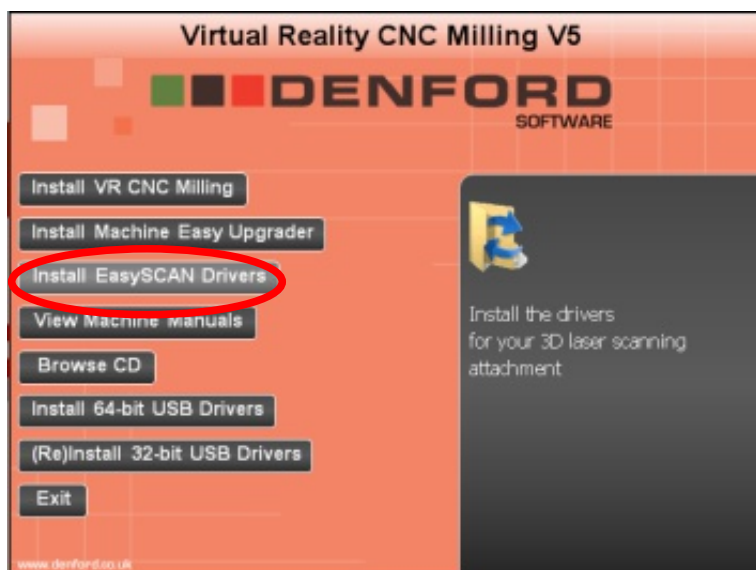 Virtual Reality CNC Milling V5
DENFORD
SOFTWARE
Install VR CNC Milling
Install Machine Easy Upgrader
Install EasySCAN Drivers
View Machine Manuals
Browse CD
Install 64-bit USB Drivers
(Re)Install 32-bit USB Drivers
Exit
Install the drivers
for your 3D laser scanning
attachment
www.denford.co.uk